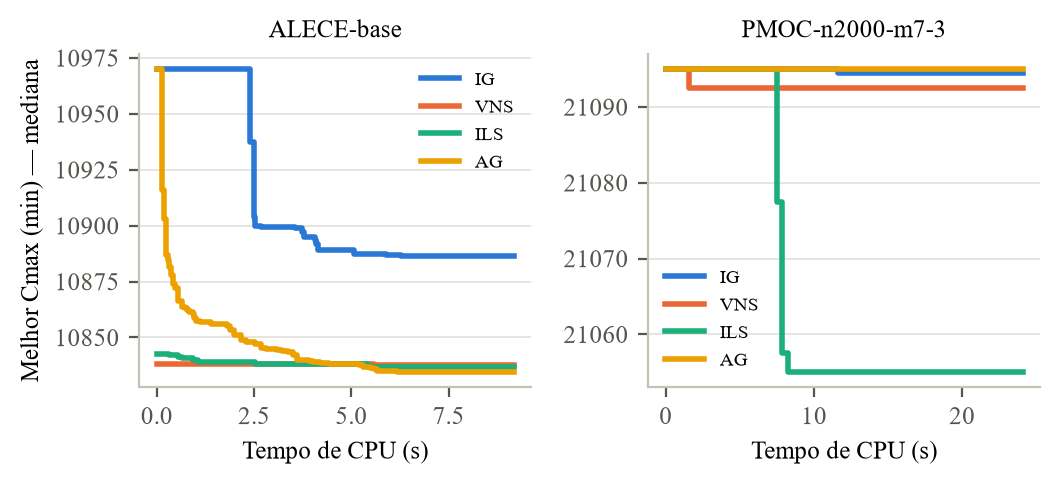 ALECE-base
Melhor Cmax (min) — mediana
10975
10950
10925
10900
10875
10850
IG
VNS
ILS
AG
0.0
2.5
5.0
7.5
Tempo de CPU (s)
PMOC-n2000-m7-3
21090
21080
21070
21060
IG
VNS
ILS
AG
0
10
20
Tempo de CPU (s)